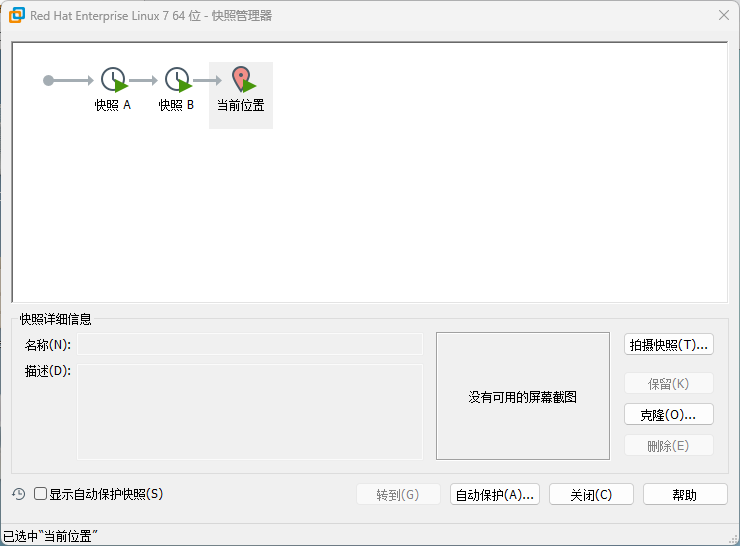 Red Hat Enterprise Linux 7 64 位 - 快照管理器
快照 A
快照 B
当前位置
快照详细信息
名称(N):
描述(D):
没有可用的屏幕截图
拍摄快照(T)...
保留(K)
克隆(O)...
删除(E)
显示自动保护快照(S)
转到(G)
自动保护(A)...
关闭(C)
帮助
已选中“当前位置”